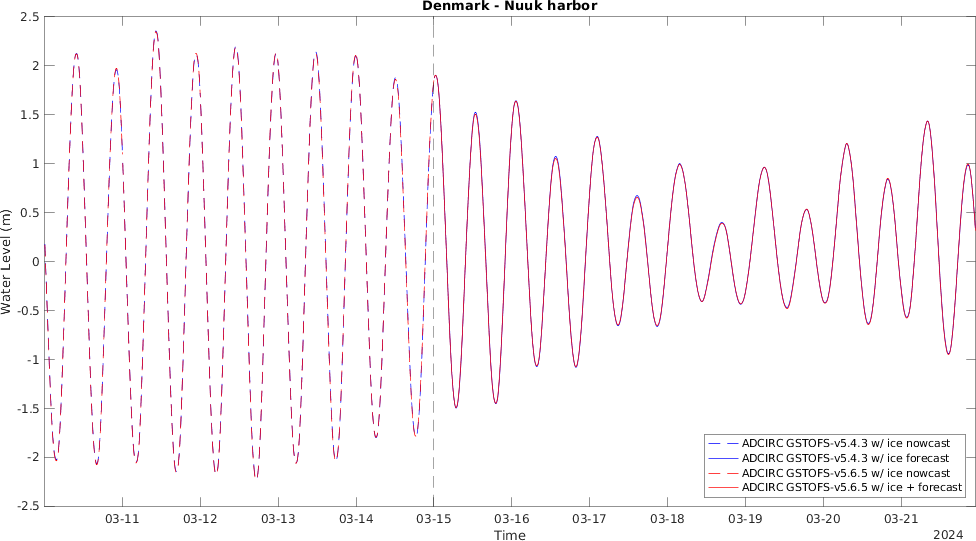 Denmark - Nuuk harbor
2.5
2
1.5
1
0.5
0
-0.5
-1
-1.5
-2
-2.5
Water Level (m)
ADCIRC GSTOFS-v5.4.3 w/ ice nowcast
ADCIRC GSTOFS-v5.4.3 w/ ice forecast
ADCIRC GSTOFS-v5.6.5 w/ ice nowcast
ADCIRC GSTOFS-v5.6.5 w/ ice + forecast
03-11 03-12 03-13 03-14 03-15 03-16 03-17 03-18 03-19 03-20 03-21
Time
2024